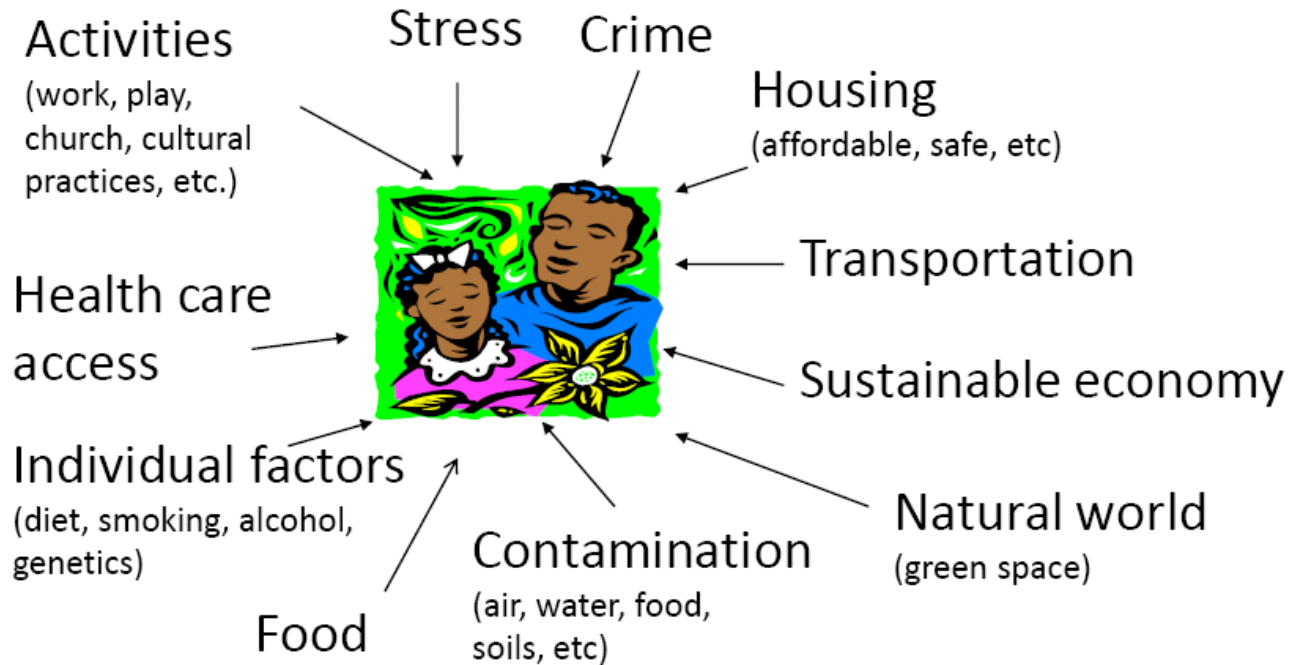 Activities
(work, play,
church, cultural
practices, etc.)
Stress
Crime
Housing
(affordable, safe, etc)
Transportation
Sustainable economy
Natural world
(green space)
Contamination
(air, water, food,
soils, etc)
Food
Individual factors
(diet, smoking, alcohol,
genetics)
Health care
access